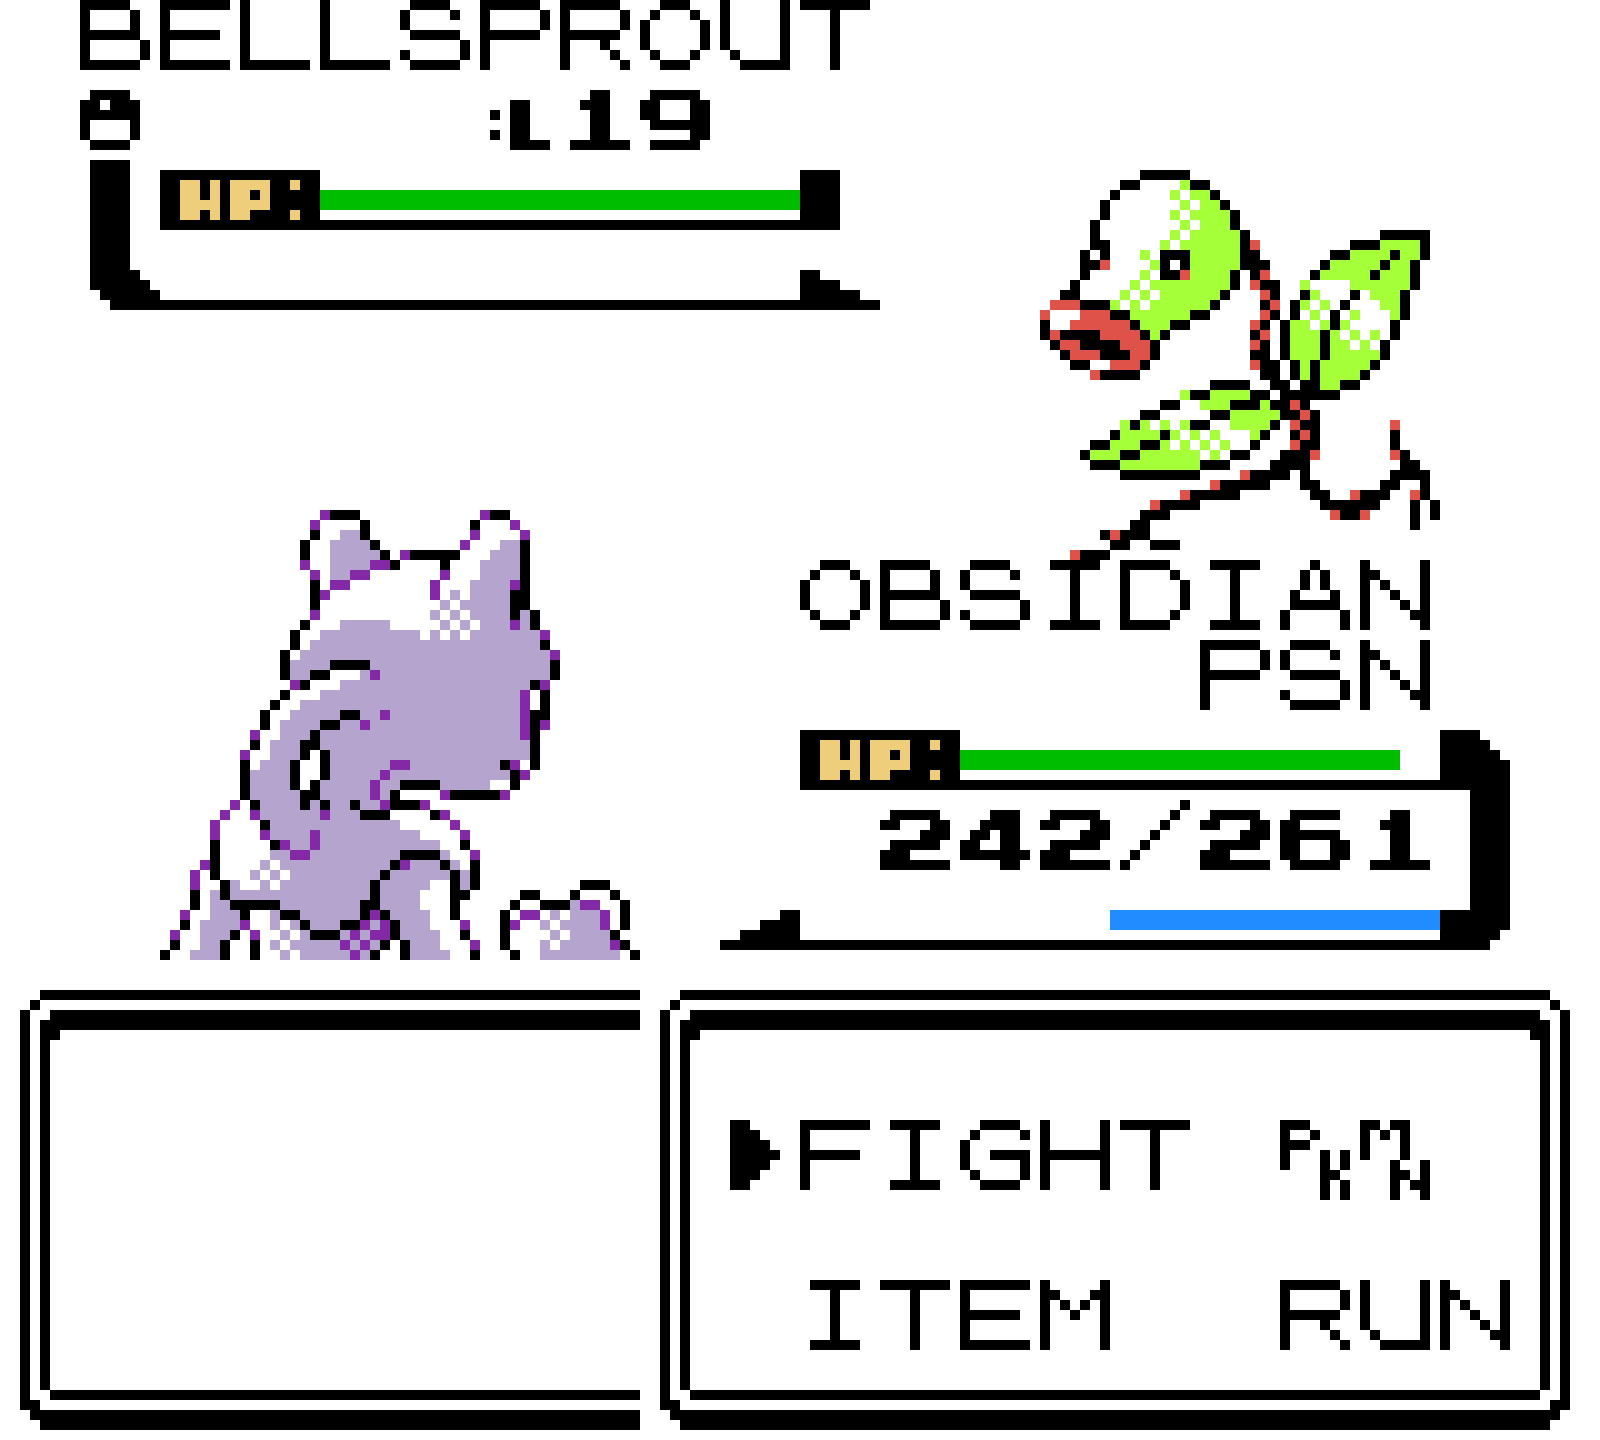 BELLSPROUT
:L19
HP:
OBSIDIAN
PSN
HP:
242/261
FIGHT PKMN
ITEM RUN